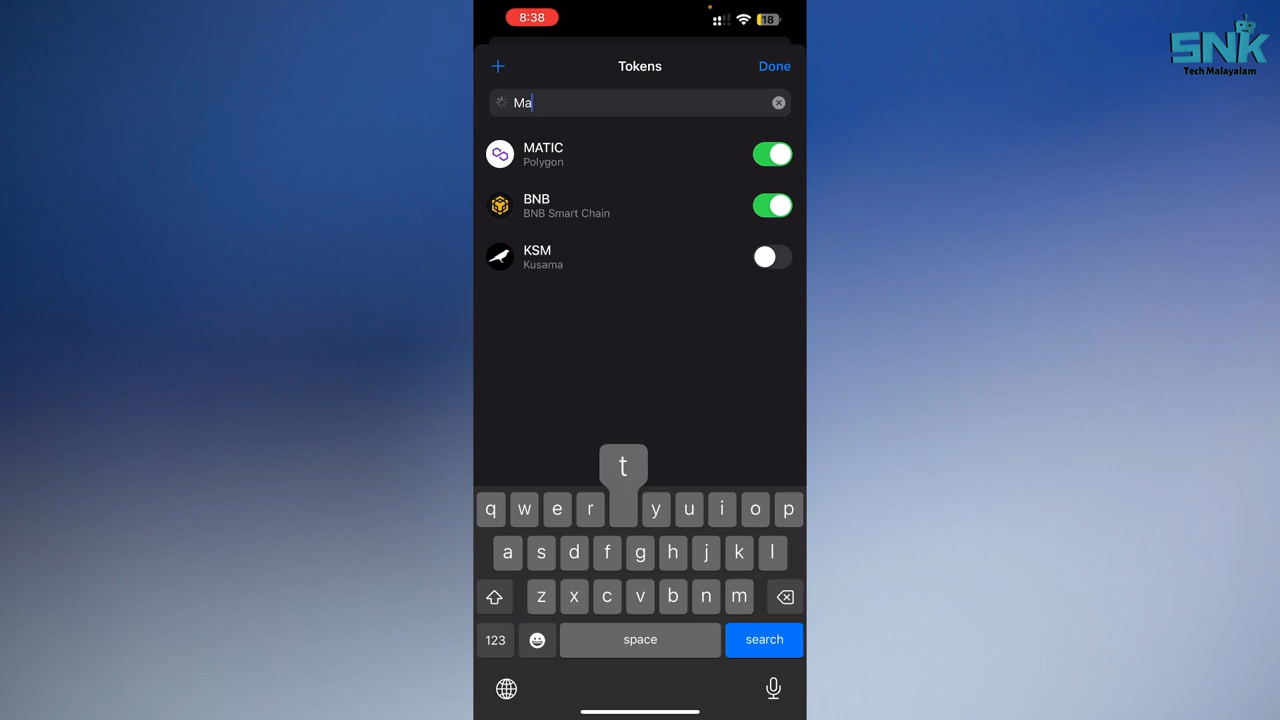 8:38
18
SNK
Tech Malayalam
Tokens
Done
Ma
MATIC
Polygon
BNB
BNB Smart Chain
KSM
Kusama
t
q w e r y u i o p
a s d f g h j k l
z x c v b n m
123 space search